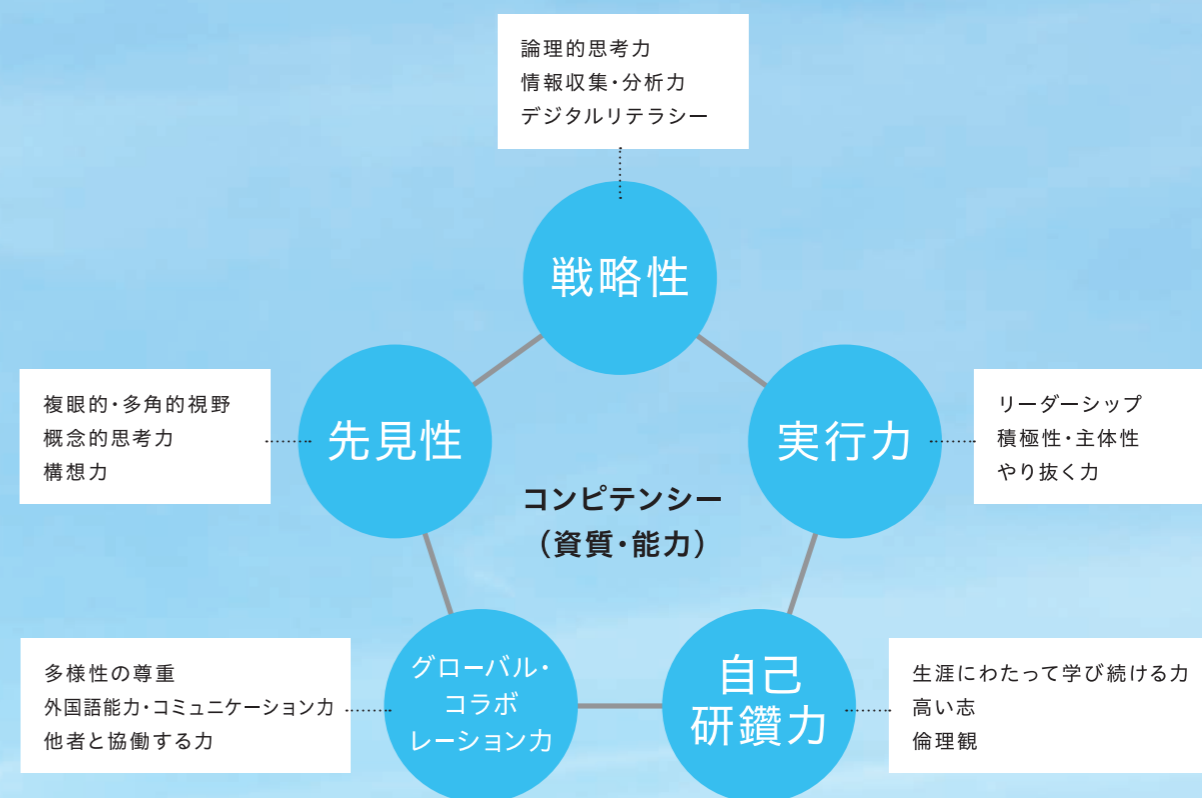 論理的思考力
情報収集・分析力
デジタルリテラシー
戦略性
複眼的・多角的視野
概念的思考力
構想力
先見性
実行力
リーダーシップ
積極性・主体性
やり抜く力
コンピテンシー
（資質・能力）
多様性の尊重
外国語能力・コミュニケーション力
他者と協働する力
グローバル・
コラボ
レーション力
自己
研鑽力
生涯にわたって学び続ける力
高い志
倫理観